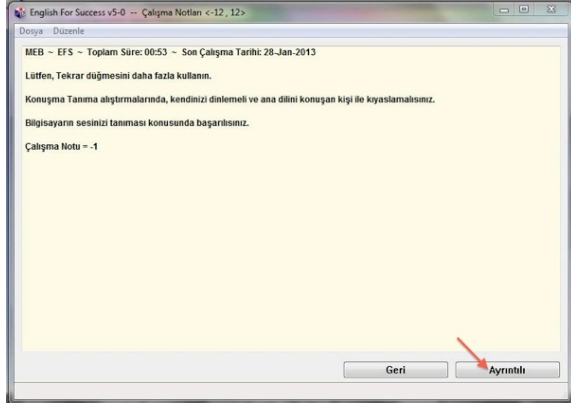 English For Success v5-0 -- Çalışma Notları <-12 , 12>
Dosya Düzenle
MEB ~ EFS ~ Toplam Süre: 00:53 ~ Son Çalışma Tarihi: 28-Jan-2013
Lütfen, Tekrar düğmesini daha fazla kullanın.
Konuşma Tanıma alıştırmalarında, kendinizi dinlemeli ve ana dilini konuşan kişi ile kıyaslamalısınız.
Bilgisayarın sesinizi tanıması konusunda başarılısınız.
Çalışma Notu = -1
Geri
Ayrıntılı